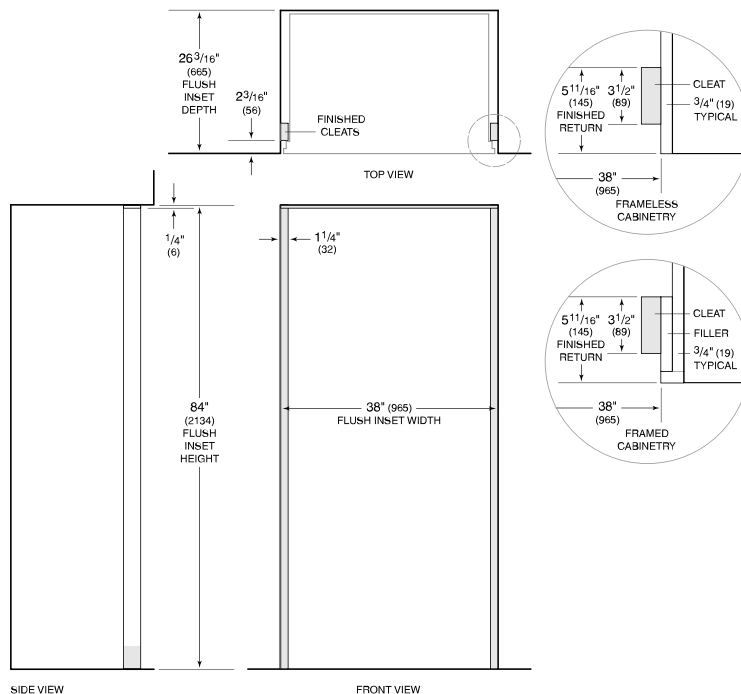 26 3/16"
(665)
FLUSH
INSET
DEPTH
2 3/16"
(56)
FINISHED
CLEATS
TOP VIEW
5 11/16"
(145)
FINISHED
RETURN
3 1/2"
(89)
CLEAT
3/4" (19)
TYPICAL
38"
(965)
FRAMELESS
CABINETRY
1/4"
(6)
1 1/4"
(32)
84"
(2134)
FLUSH
INSET
HEIGHT
38" (965)
FLUSH INSET WIDTH
5 11/16"
(145)
FINISHED
RETURN
3 1/2"
(89)
CLEAT
FILLER
3/4" (19)
TYPICAL
38"
(965)
FRAMED
CABINETRY
SIDE VIEW
FRONT VIEW